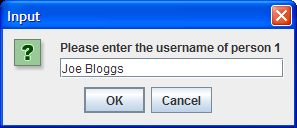 Input
Please enter the username of person 1
Joe Bloggs
OK Cancel